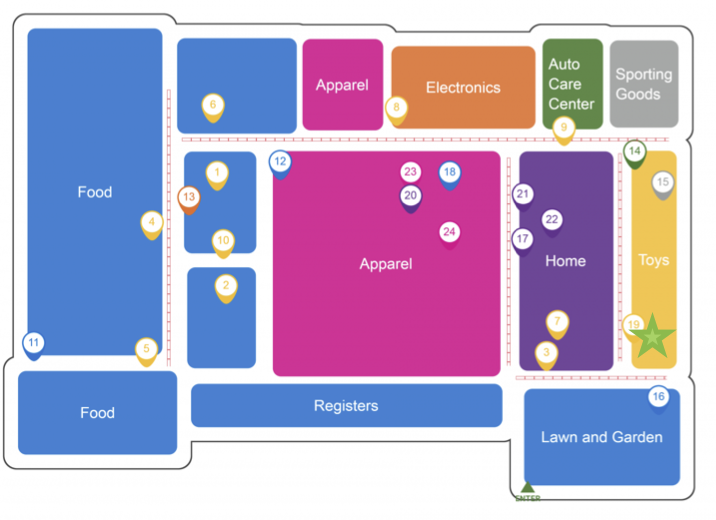 6
Apparel
8
Electronics
Auto
Care
Center
9
Sporting
Goods
Food
4
11
5
13
1
10
2
12
23
18
20
24
Apparel
21
22
17
Home
7
3
14
15
Toys
19
Food
Registers
16
Lawn and Garden
ENTER